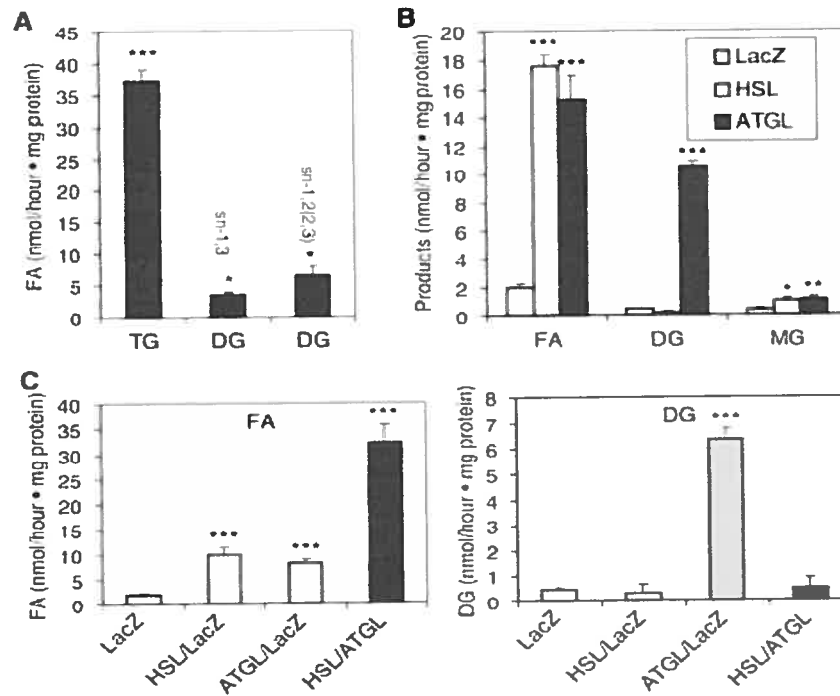 A
45
40
35
30
25
20
15
10
5
0
FA (nmol/hour • mg protein)
***
sn-1,3
*
sn-1,2(2,3)
*
TG DG DG
B
20
18
16
14
12
10
8
6
4
2
0
Products (nmol/hour • mg protein)
*** ***
***
* **
LacZ
HSL
ATGL
FA DG MG
C
40
35
30
25
20
15
10
5
0
FA (nmol/hour • mg protein)
FA
***
***
***
LacZ
HSL/LacZ
ATGL/LacZ
HSL/ATGL
8
7
6
5
4
3
2
1
0
DG (nmol/hour • mg protein)
DG
***
LacZ
HSL/LacZ
ATGL/LacZ
HSL/ATGL